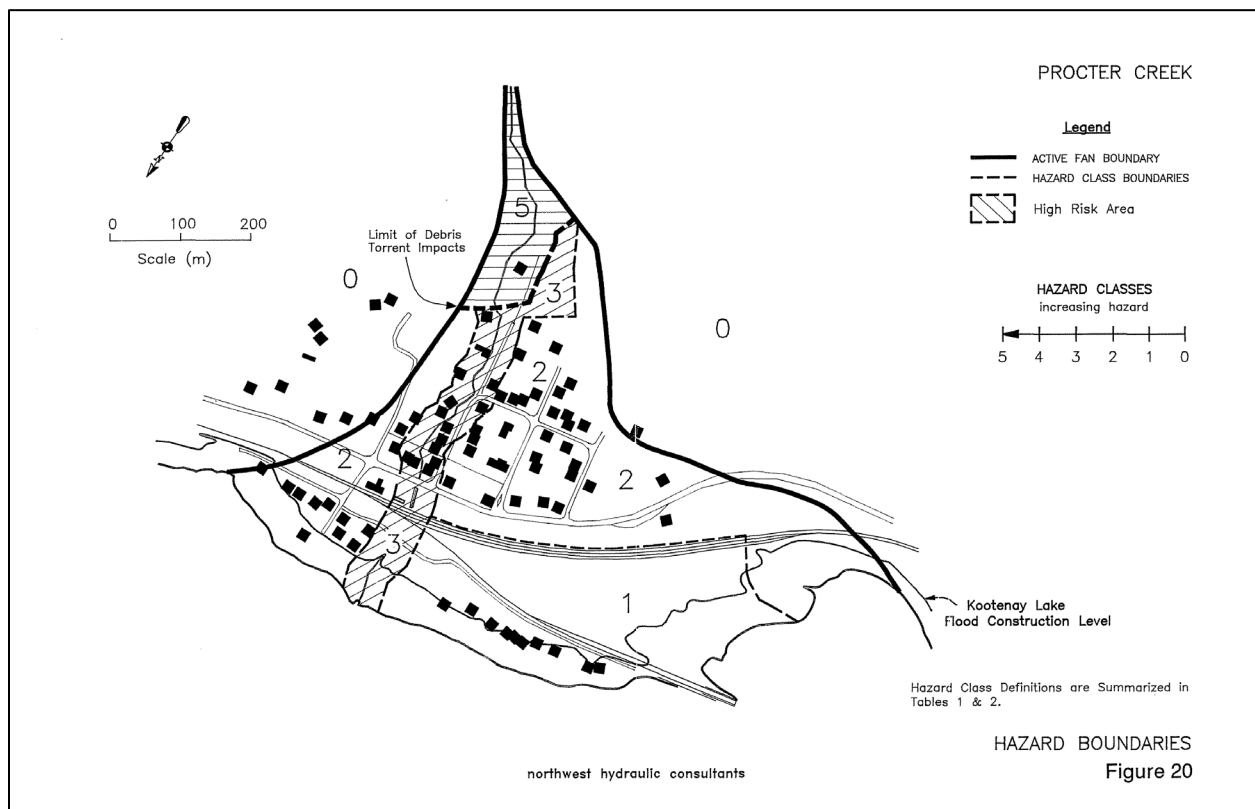 PROCTER CREEK
Legend
ACTIVE FAN BOUNDARY
HAZARD CLASS BOUNDARIES
High Risk Area
N
0 100 200
Scale (m)
5
Limit of Debris
Torrent Impacts
0
3
0
HAZARD CLASSES
increasing hazard
5 4 3 2 1 0
2
2
2
3
1
Kootenay Lake
Flood Construction Level
Hazard Class Definitions are Summarized in
Tables 1 & 2.
HAZARD BOUNDARIES
Figure 20
northwest hydraulic consultants